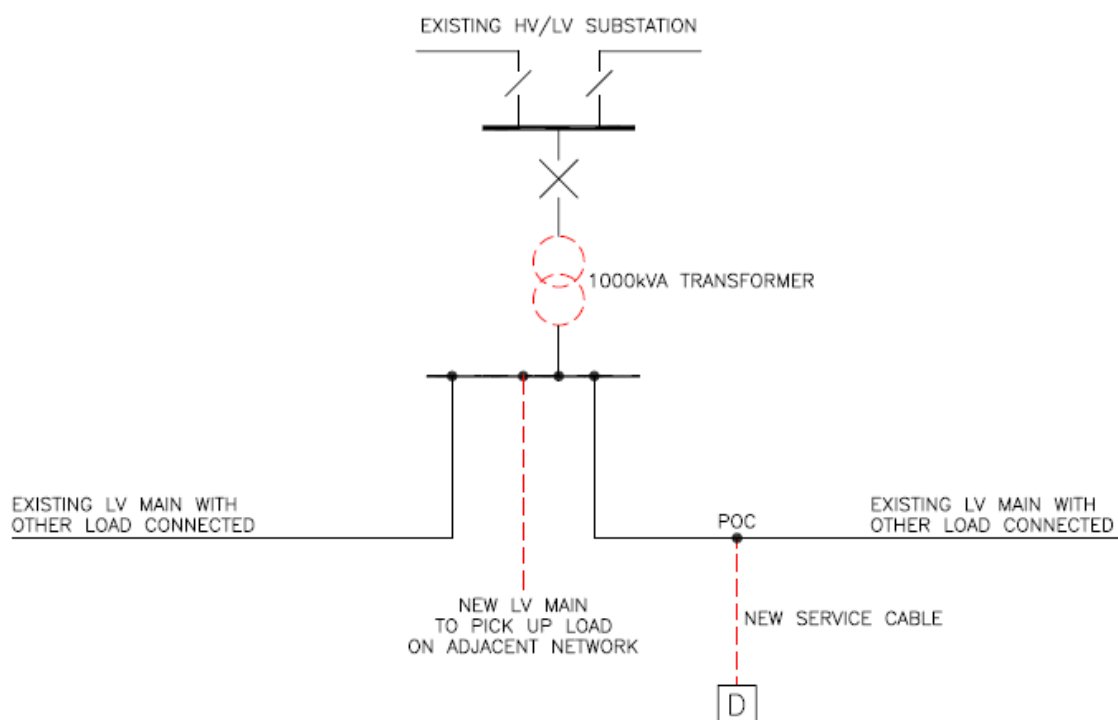 EXISTING HV/LV SUBSTATION
1000kVA TRANSFORMER
EXISTING LV MAIN WITH
OTHER LOAD CONNECTED
POC
EXISTING LV MAIN WITH
OTHER LOAD CONNECTED
NEW LV MAIN
TO PICK UP LOAD
ON ADJACENT NETWORK
NEW SERVICE CABLE
D